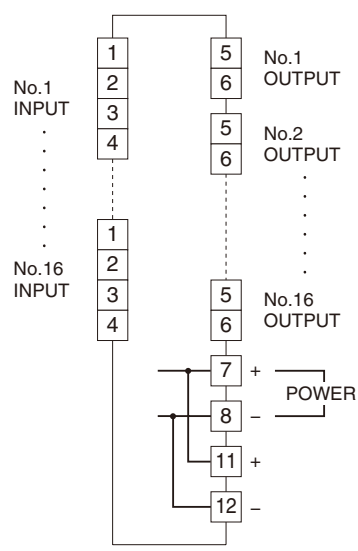 No.1
INPUT
1
2
3
4
No.16
INPUT
1
2
3
4
5
6
No.1
OUTPUT
5
6
No.2
OUTPUT
5
6
No.16
OUTPUT
7 +
8 –
POWER
11 +
12 –